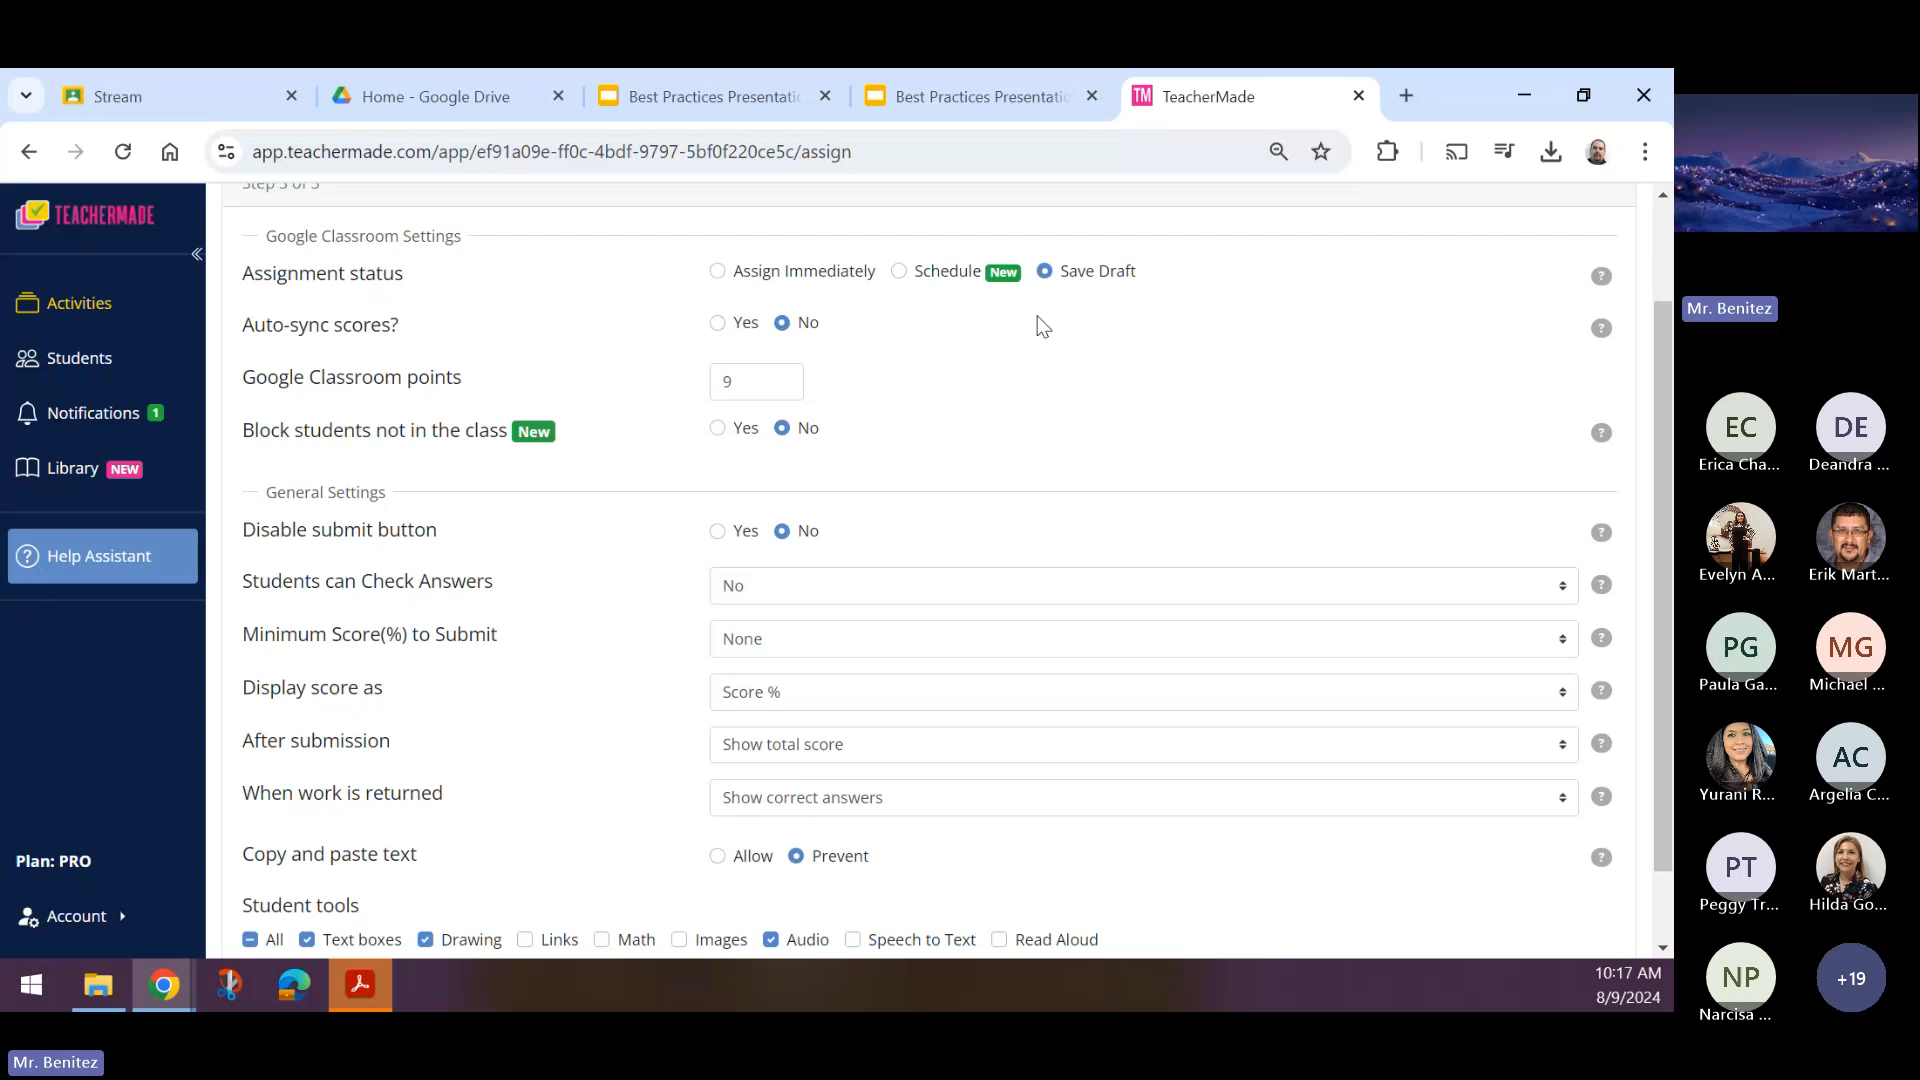 Stream
Home - Google Drive
Best Practices Presentatio
Best Practices Presentatio
TM TeacherMade
app.teachermade.com/app/ef91a09e-ff0c-4bdf-9797-5bf0f220ce5c/assign
TEACHERMADE
Activities
Students
Notifications 1
Library NEW
Help Assistant
Plan: PRO
Account
Step 3 of 3
Google Classroom Settings
Assignment status
Assign Immediately Schedule New Save Draft
Auto-sync scores?
Yes No
Google Classroom points
9
Block students not in the class New
Yes No
General Settings
Disable submit button
Yes No
Students can Check Answers
No
Minimum Score(%) to Submit
None
Display score as
Score %
After submission
Show total score
When work is returned
Show correct answers
Copy and paste text
Allow Prevent
Student tools
All Text boxes Drawing Links Math Images Audio Speech to Text Read Aloud
10:17 AM
8/9/2024
Mr. Benitez
EC DE
Erica Cha... Deandra ...
Evelyn A... Erik Mart...
PG MG
Paula Ga... Michael ...
AC
Yurani R... Argelia C...
PT
Peggy Tr... Hilda Go...
NP +19
Narcisa ...
Mr. Benitez